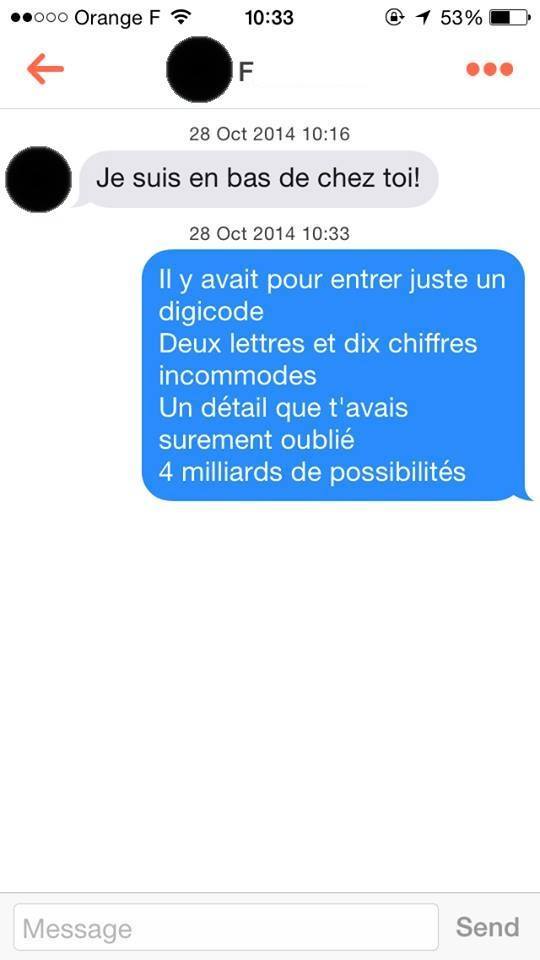 Orange F 10:33 53%
F
28 Oct 2014 10:16
Je suis en bas de chez toi!
28 Oct 2014 10:33
Il y avait pour entrer juste un
digicode
Deux lettres et dix chiffres
incommodes
Un détail que t'avais
surement oublié
4 milliards de possibilités
Message Send